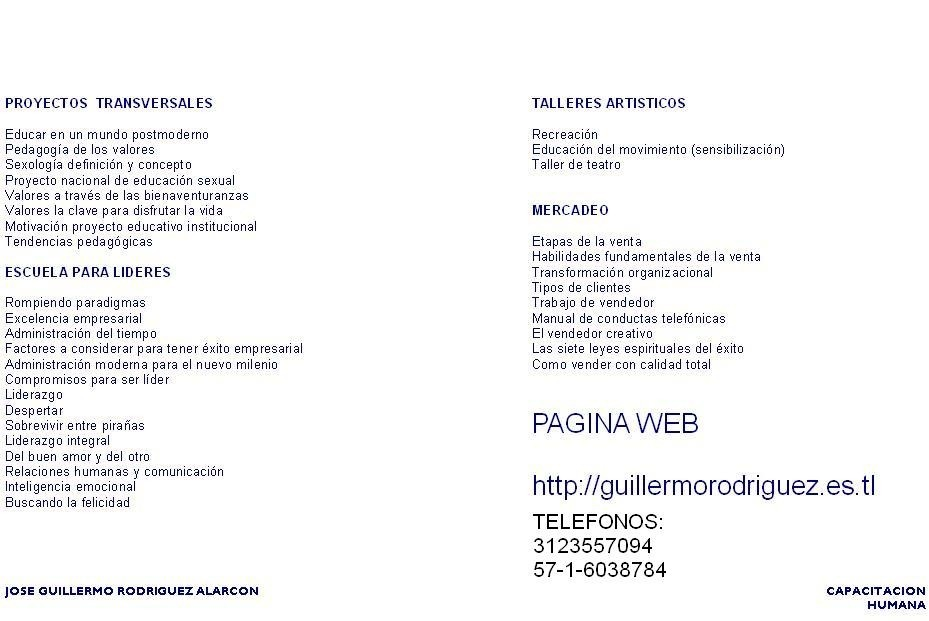 PROYECTOS  TRANSVERSALES
Educar en un mundo postmoderno
Pedagogía de los valores
Sexología definición y concepto
Proyecto nacional de educación sexual
Valores a través de las bienaventuranzas
Valores la clave para disfrutar la vida
Motivación proyecto educativo institucional
Tendencias pedagógicas
ESCUELA PARA LIDERES
Rompiendo paradigmas
Excelencia empresarial
Administración del tiempo
Factores a considerar para tener éxito empresarial
Administración moderna para el nuevo milenio
Compromisos para ser líder
Liderazgo
Despertar
Sobrevivir entre pirañas
Liderazgo integral
Del buen amor y del otro
Relaciones humanas y comunicación
Inteligencia emocional
Buscando la felicidad
TALLERES ARTISTICOS
Recreación
Educación del movimiento (sensibilización)
Taller de teatro
MERCADEO
Etapas de la venta
Habilidades fundamentales de la venta
Transformación organizacional
Tipos de clientes
Trabajo de vendedor
Manual de conductas telefónicas
El vendedor creativo
Las siete leyes espirituales del éxito
Como vender con calidad total
PAGINA WEB
http://guillermorodriguez.es.tl
TELEFONOS:
3123557094
57-1-6038784
JOSE GUILLERMO RODRIGUEZ ALARCON
CAPACITACION
HUMANA